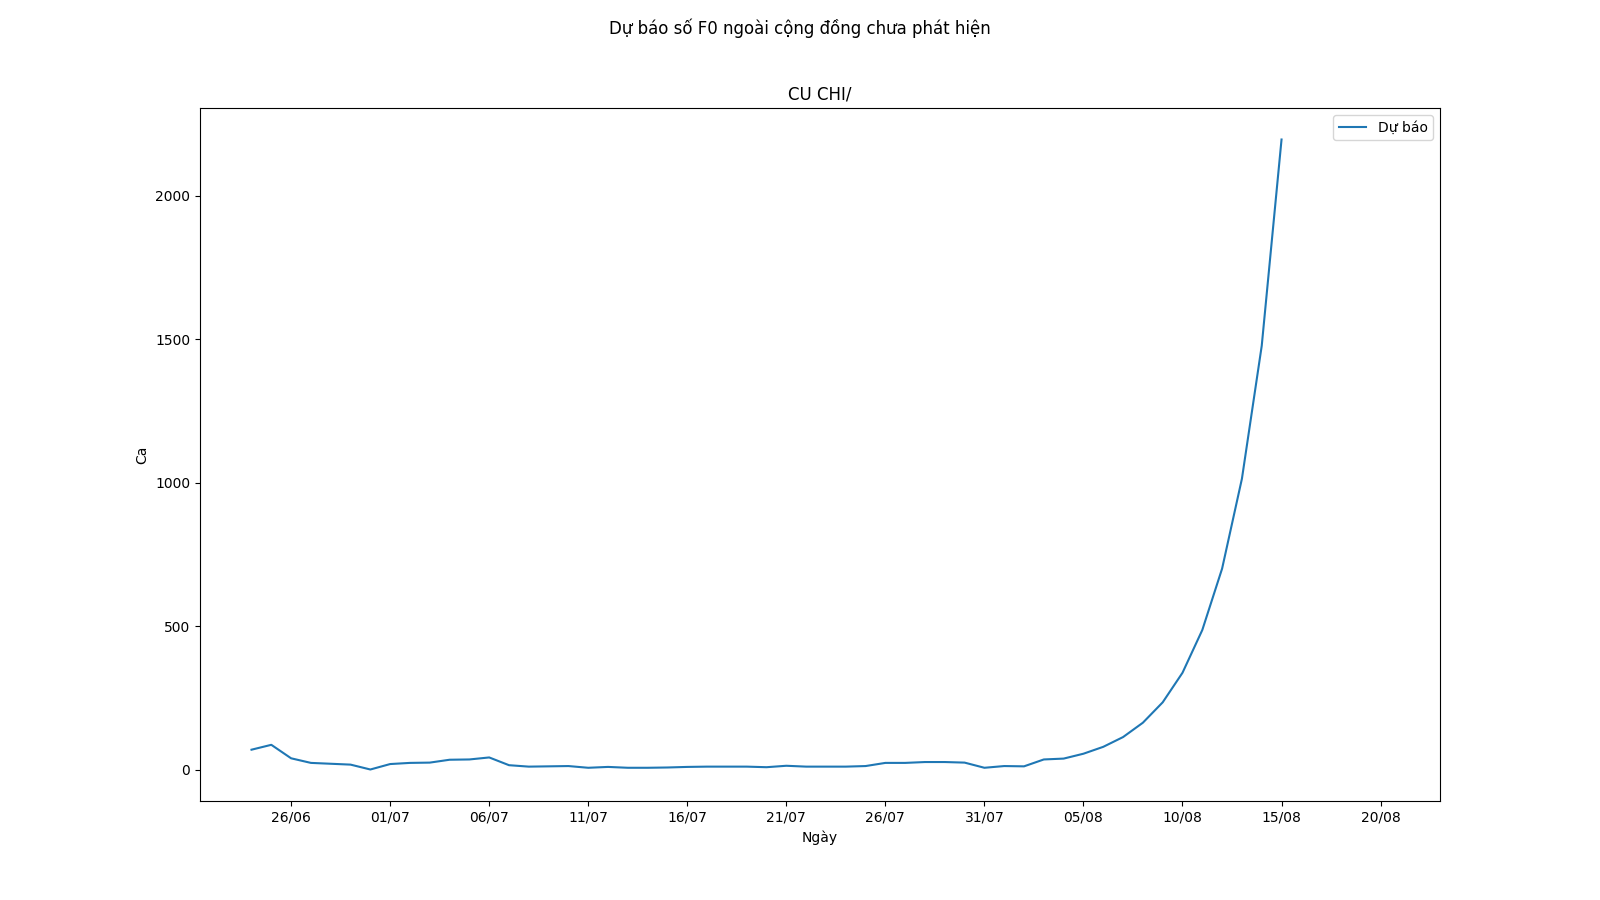 Dự báo số F0 ngoài cộng đồng chưa phát hiện
CU CHI/
Dự báo
2000
1500
1000
500
0
Ca
26/06 01/07 06/07 11/07 16/07 21/07 26/07 31/07 05/08 10/08 15/08 20/08
Ngày